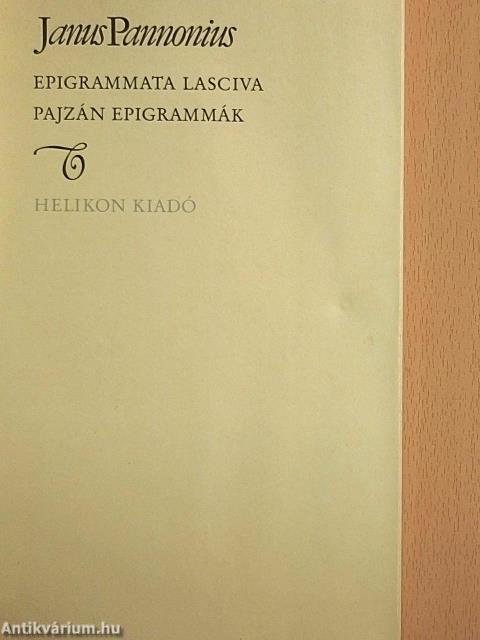 Janus Pannonius
EPIGRAMMATA LASCIVA
PAJZÁN EPIGRAMMÁK
HELIKON KIADÓ
Antikvárium.hu